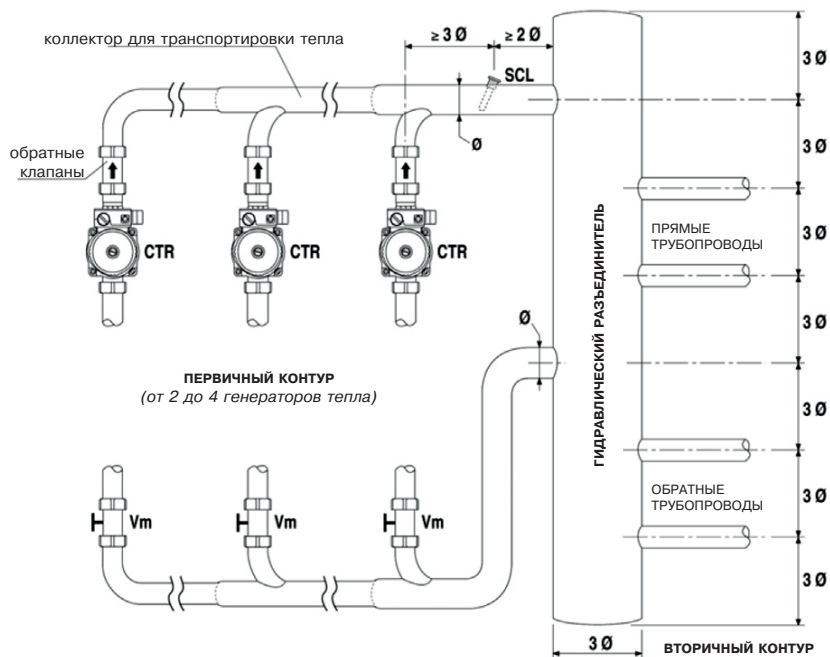 коллектор для транспортировки тепла
≥ 3 Ø
≥ 2 Ø
SCL
Ø
обратные
клапаны
CTR
CTR
CTR
ПЕРВИЧНЫЙ КОНТУР
(от 2 до 4 генераторов тепла)
Ø
Vm
Vm
Vm
ГИДРАВЛИЧЕСКИЙ РАЗЪЕДИНИТЕЛЬ
ПРЯМЫЕ
ТРУБОПРОВОДЫ
ОБРАТНЫЕ
ТРУБОПРОВОДЫ
3 Ø
3 Ø
3 Ø
3 Ø
3 Ø
3 Ø
3 Ø
3 Ø
ВТОРИЧНЫЙ КОНТУР